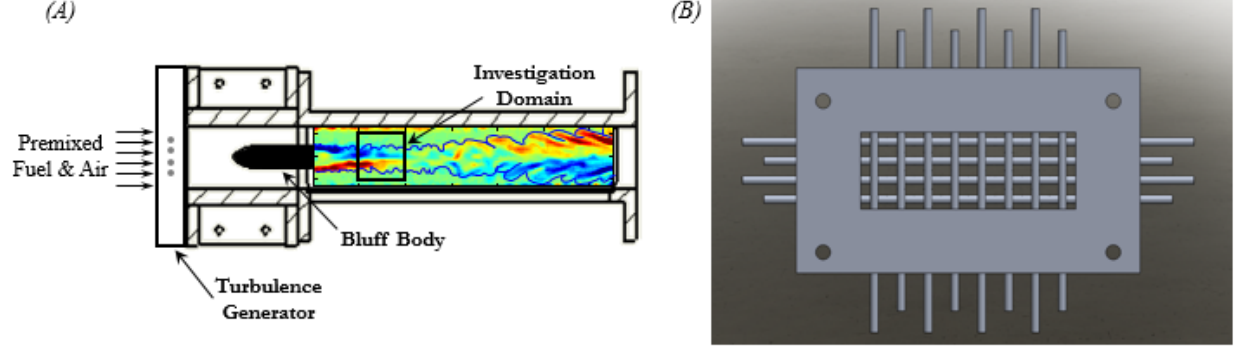 (A)
(B)
Investigation
Domain
Premixed
Fuel & Air
Bluff Body
Turbulence
Generator